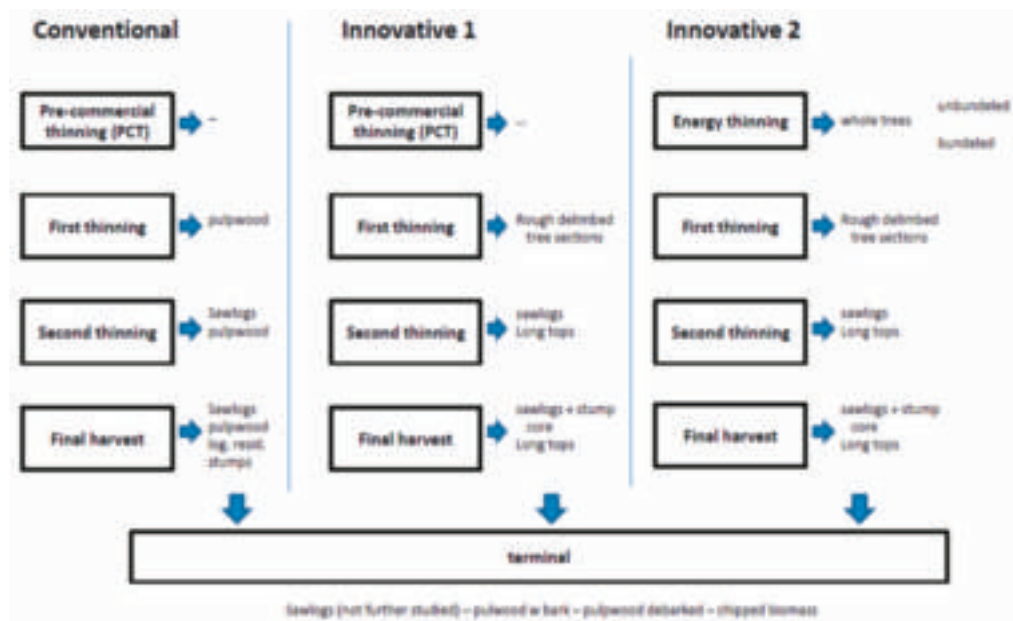 Conventional
Innovative 1
Innovative 2
Pre-commercial
thinning (PCT)
–
First thinning
pulpwood
Second thinning
Sawlogs
pulpwood
Final harvest
Sawlogs
pulpwood
log. resid.
stumps
Pre-commercial
thinning (PCT)
–
First thinning
Rough delimbed
tree sections
Second thinning
sawlogs
Long tops
Final harvest
sawlogs + stump
core
Long tops
Energy thinning
whole trees
unbundeled
bundeled
First thinning
Rough delimbed
tree sections
Second thinning
sawlogs
Long tops
Final harvest
sawlogs + stump
core
Long tops
terminal
Sawlogs (not further studied) – pulwood w bark – pulpwood debarked – chipped biomass